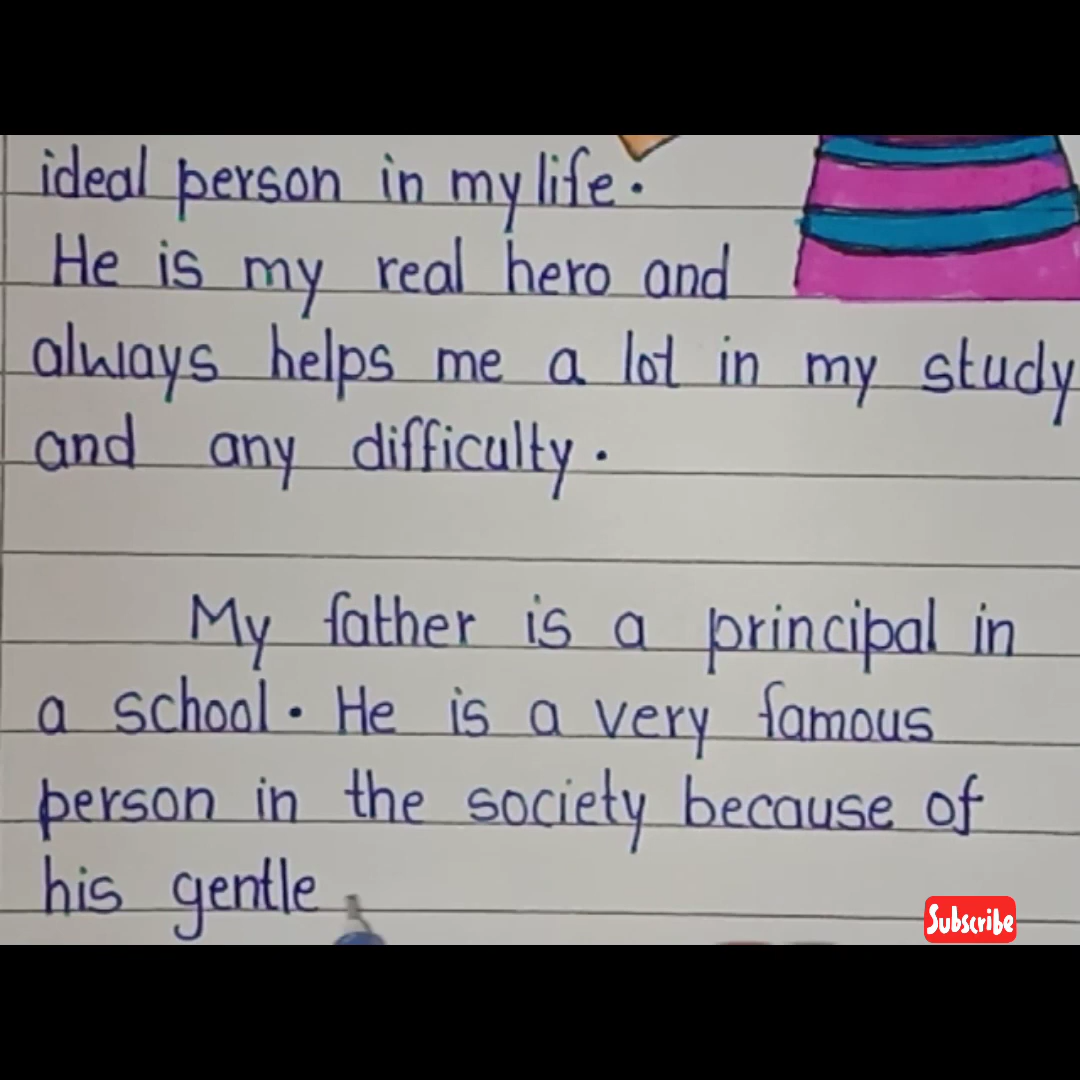 ideal person in my life.
He is my real hero and
always helps me a lot in my study
and any difficulty.
My father is a principal in
a school. He is a very famous
person in the society because of
his gentle
Subscribe